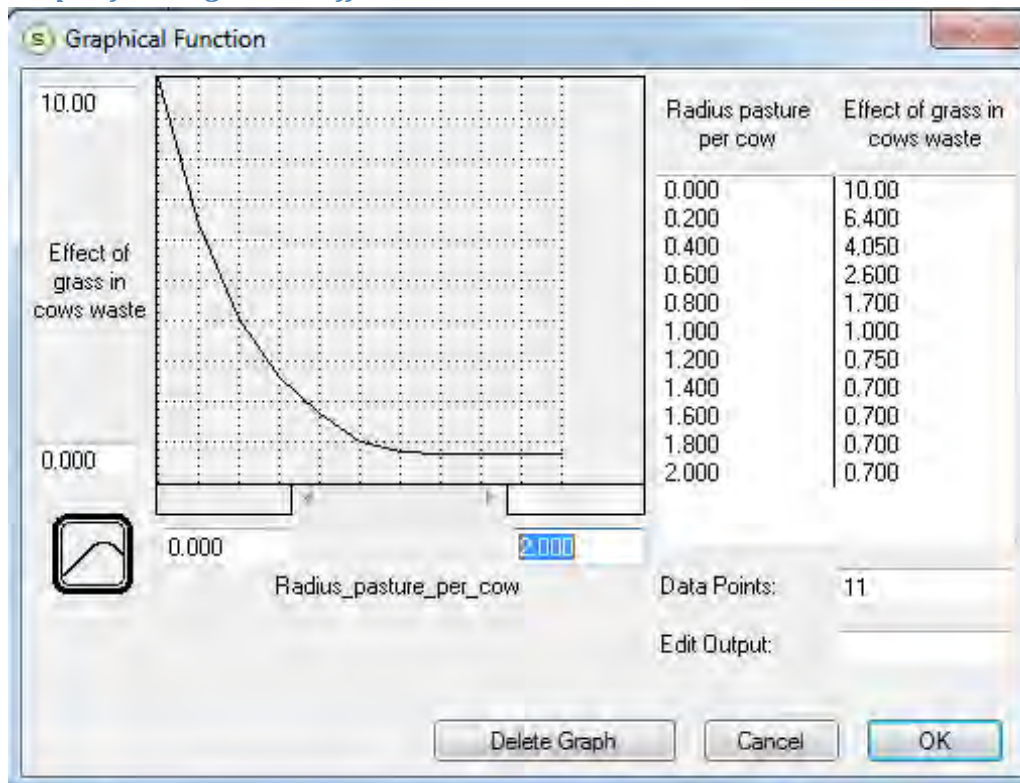 Graphical Function
10.00
Effect of
grass in
cows waste
0.000
0.000
2.000
Radius_pasture_per_cow
Radius pasture
per cow
Effect of grass in
cows waste
0.000 10.00
0.200 6.400
0.400 4.050
0.600 2.600
0.800 1.700
1.000 1.000
1.200 0.750
1.400 0.700
1.600 0.700
1.800 0.700
2.000 0.700
Data Points: 11
Edit Output:
Delete Graph
Cancel
OK